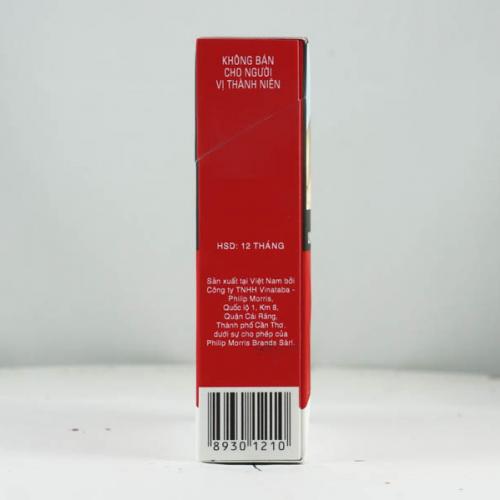 KHÔNG BÁN
CHO NGƯỜI
VỊ THÀNH NIÊN
HSD: 12 THÁNG
Sản xuất tại Việt Nam bởi
Công ty TNHH Vinataba -
Philip Morris,
Quốc lộ 1, Km 8,
Quận Cái Răng,
Thành phố Cần Thơ,
dưới sự cho phép của
Philip Morris Brands Sàrl.
89301210